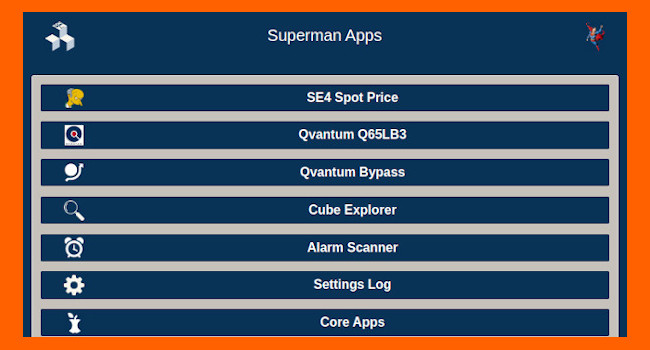 Superman Apps
SE4 Spot Price
Qvantum Q65LB3
Qvantum Bypass
Cube Explorer
Alarm Scanner
Settings Log
Core Apps